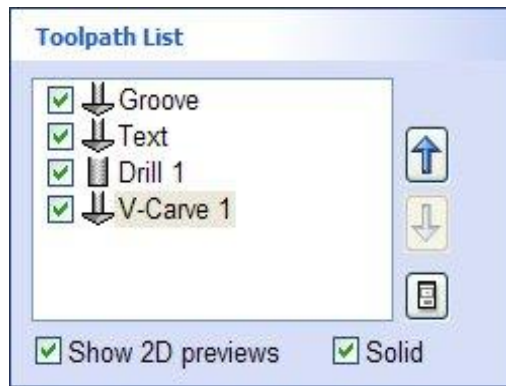 Toolpath List
Groove
Text
Drill 1
V-Carve 1
Show 2D previews Solid